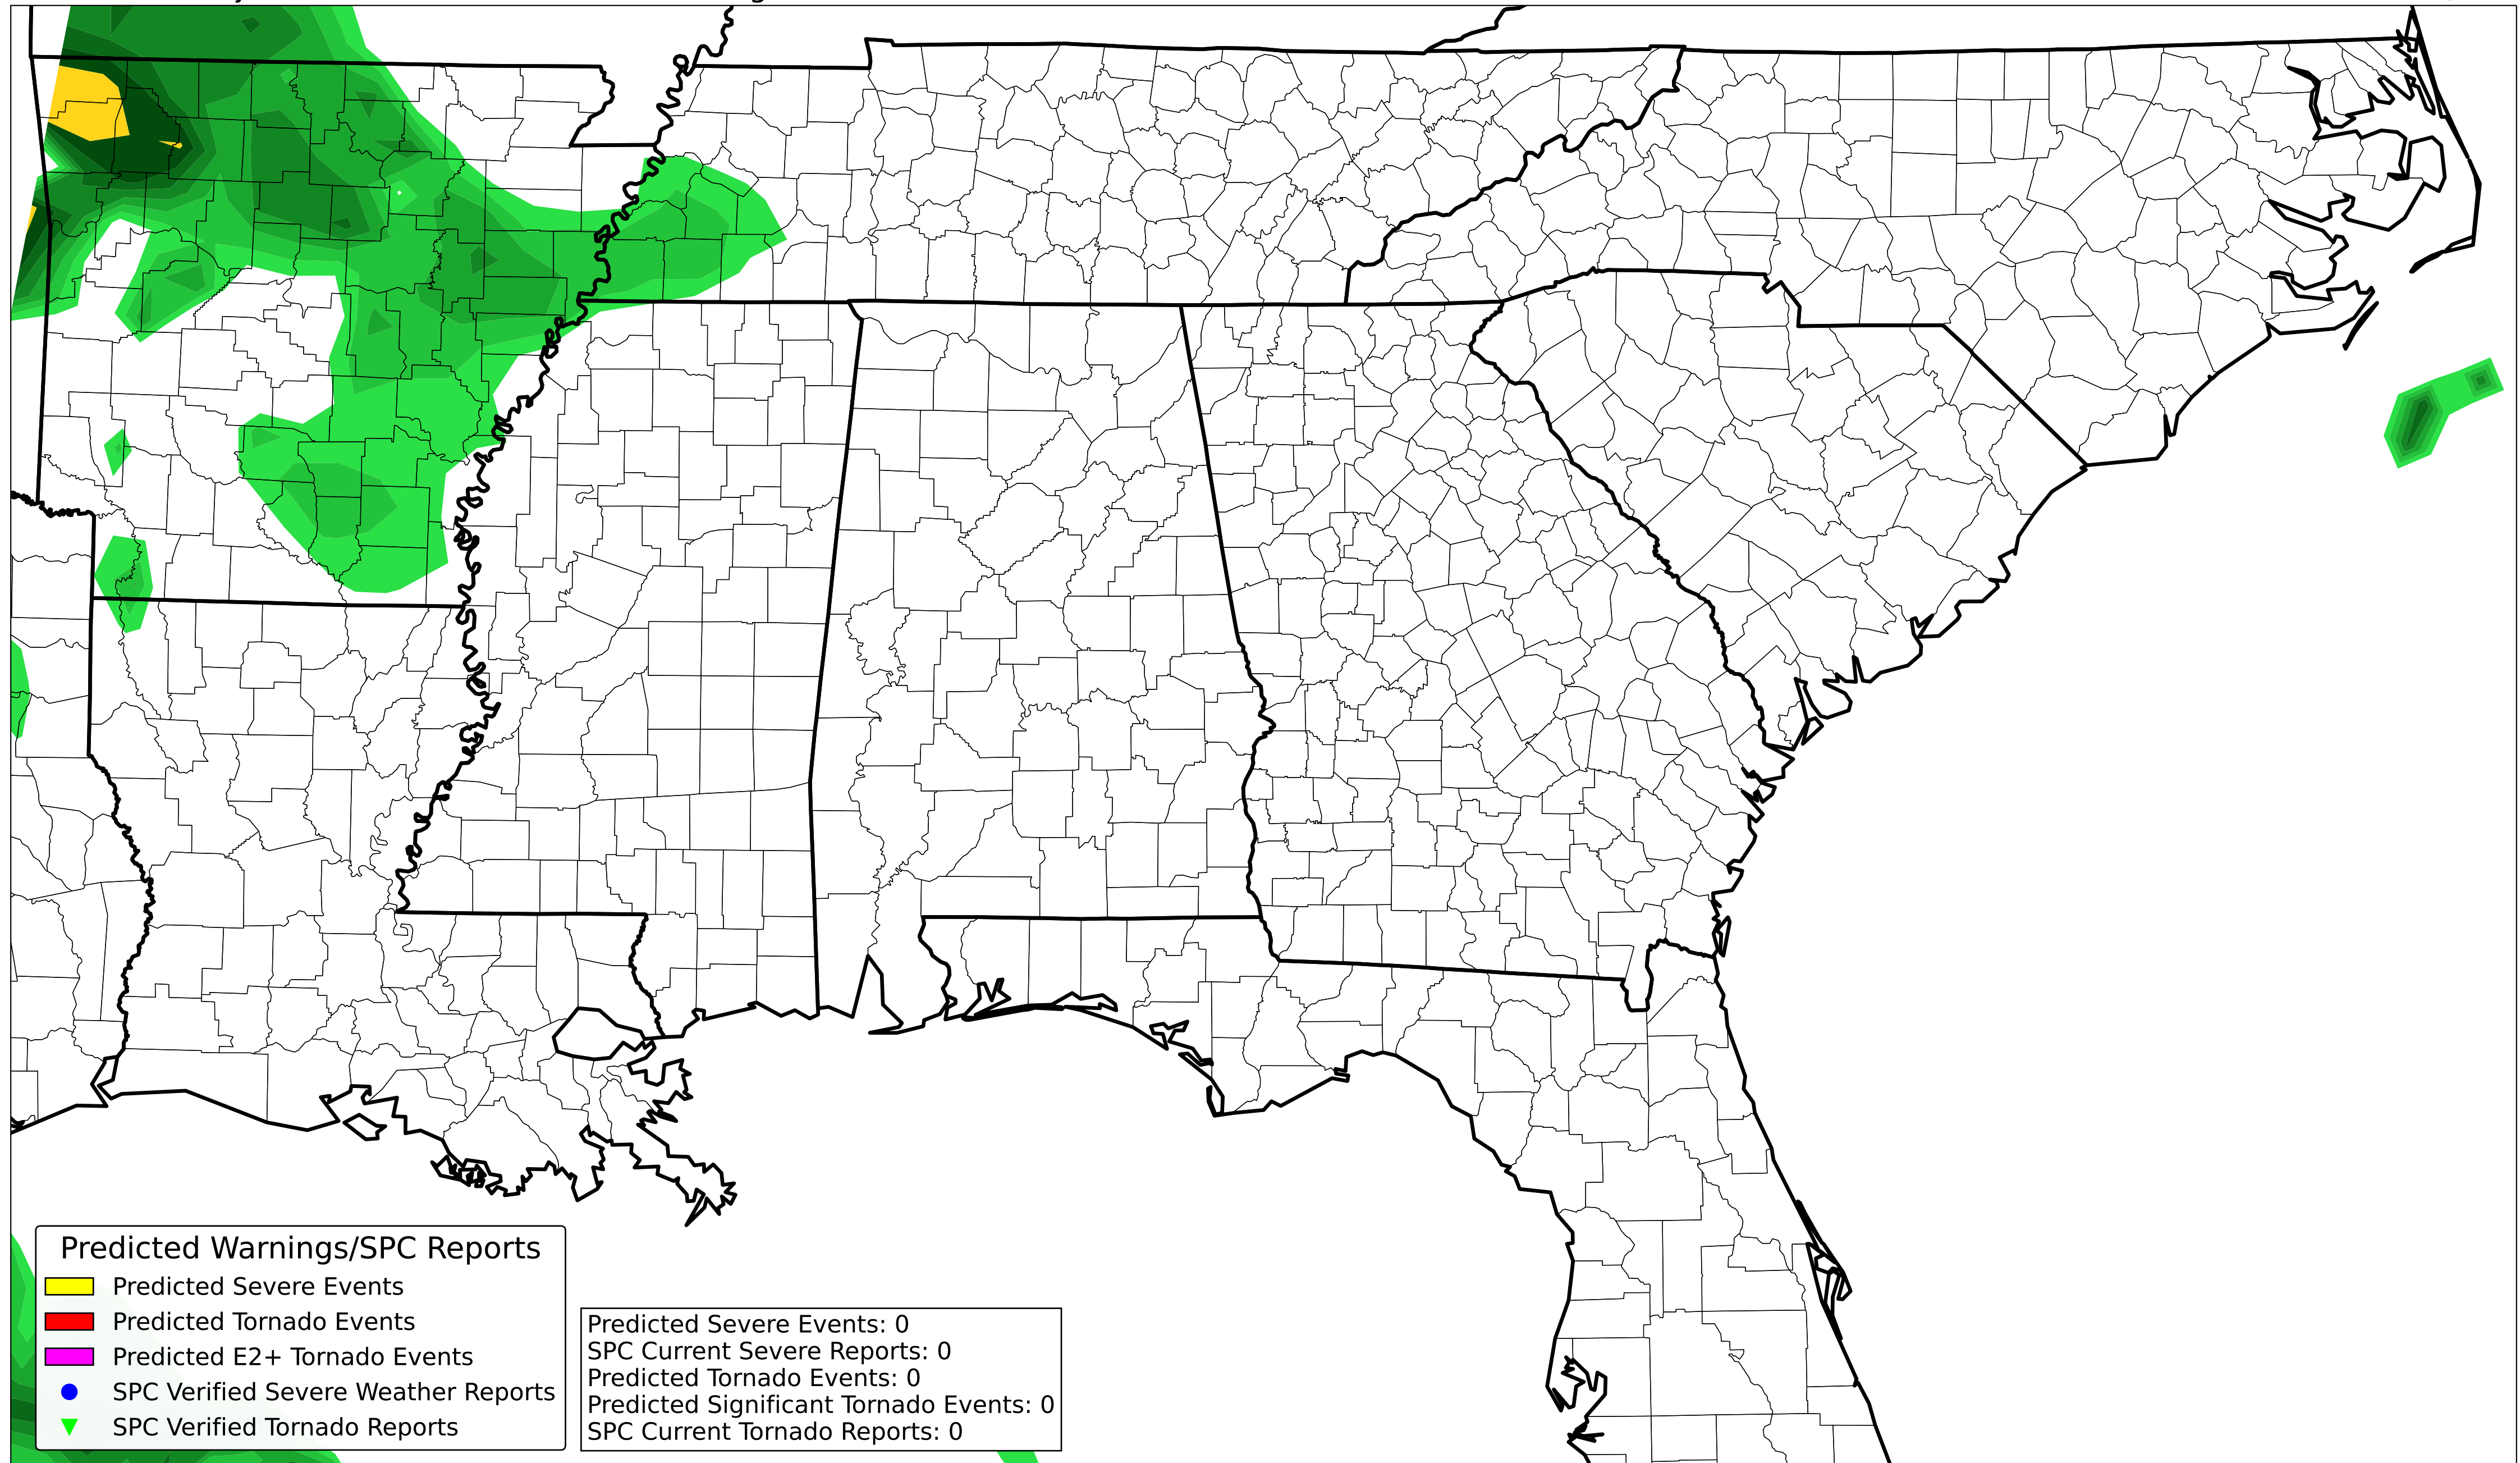 Predicted Warnings/SPC Reports
Predicted Severe Events
Predicted Tornado Events
Predicted E2+ Tornado Events
SPC Verified Severe Weather Reports
SPC Verified Tornado Reports
Predicted Severe Events: 0
SPC Current Severe Reports: 0
Predicted Tornado Events: 0
Predicted Significant Tornado Events: 0
SPC Current Tornado Reports: 0